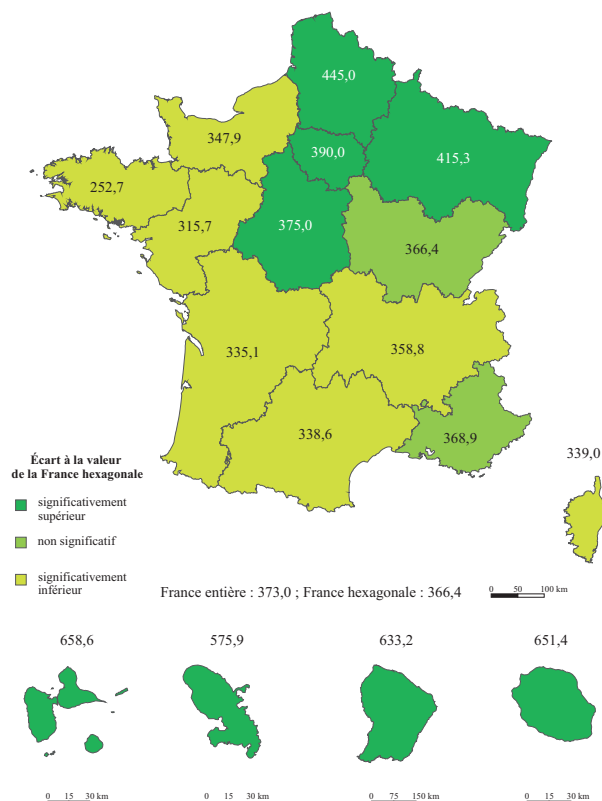 445,0
390,0
415,3
347,9
252,7
315,7
375,0
366,4
335,1
358,8
338,6
368,9
339,0
Écart à la valeur
de la France hexagonale
significativement
supérieur
non significatif
significativement
inférieur
France entière : 373,0 ; France hexagonale : 366,4
0 50 100 km
658,6 575,9 633,2 651,4
0 15 30 km 0 15 30 km 0 75 150 km 0 15 30 km